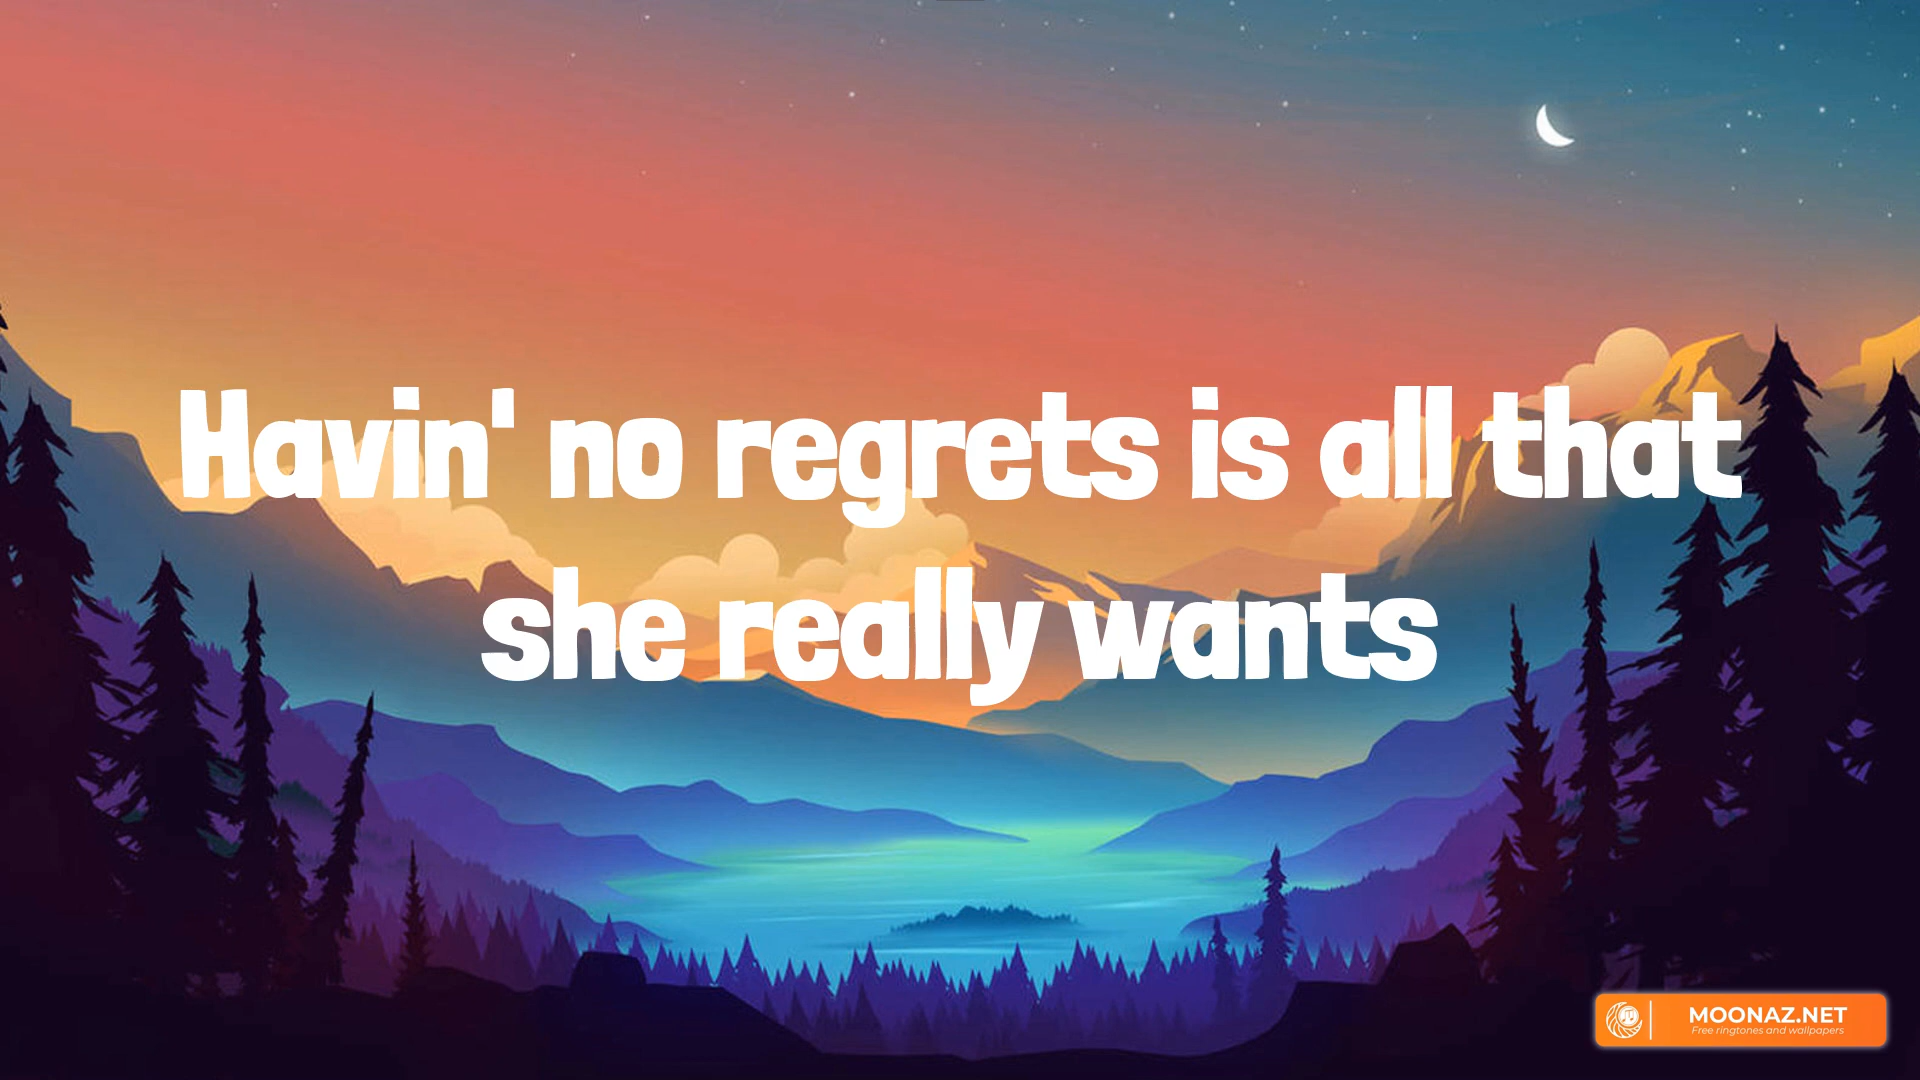 Havin' no regrets is all that
she really wants
MOONAZ.NET
Free ringtones and wallpapers